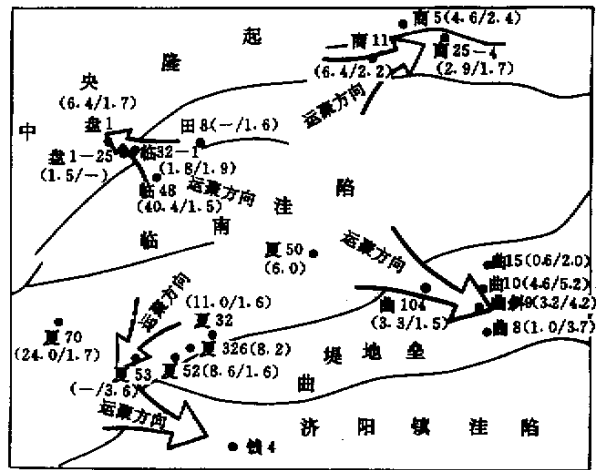 商5(4.6/2.4)
商11
商25-4
(6.4/2.2)
(2.9/1.7)
运聚方向
中央隆起
(6.4/1.7)
盘1
田8(-/1.6)
盘1-25
临32-1
(1.5/-)
(1.8/1.9)
临48
(40.4/1.5)
运聚方向
临南洼陷
夏50
(6.0)
运聚方向
曲15(0.6/2.0)
曲10(4.6/5.2)
曲斜9(3.2/4.2)
曲8(1.0/3.7)
曲104
(3.3/1.5)
运聚方向
(11.0/1.6)
夏32
夏70
(24.0/1.7)
夏326(8.2)
夏52(8.6/1.6)
夏53
(-/3.6)
曲堤地垒
运聚方向
济阳镇洼陷
钱4